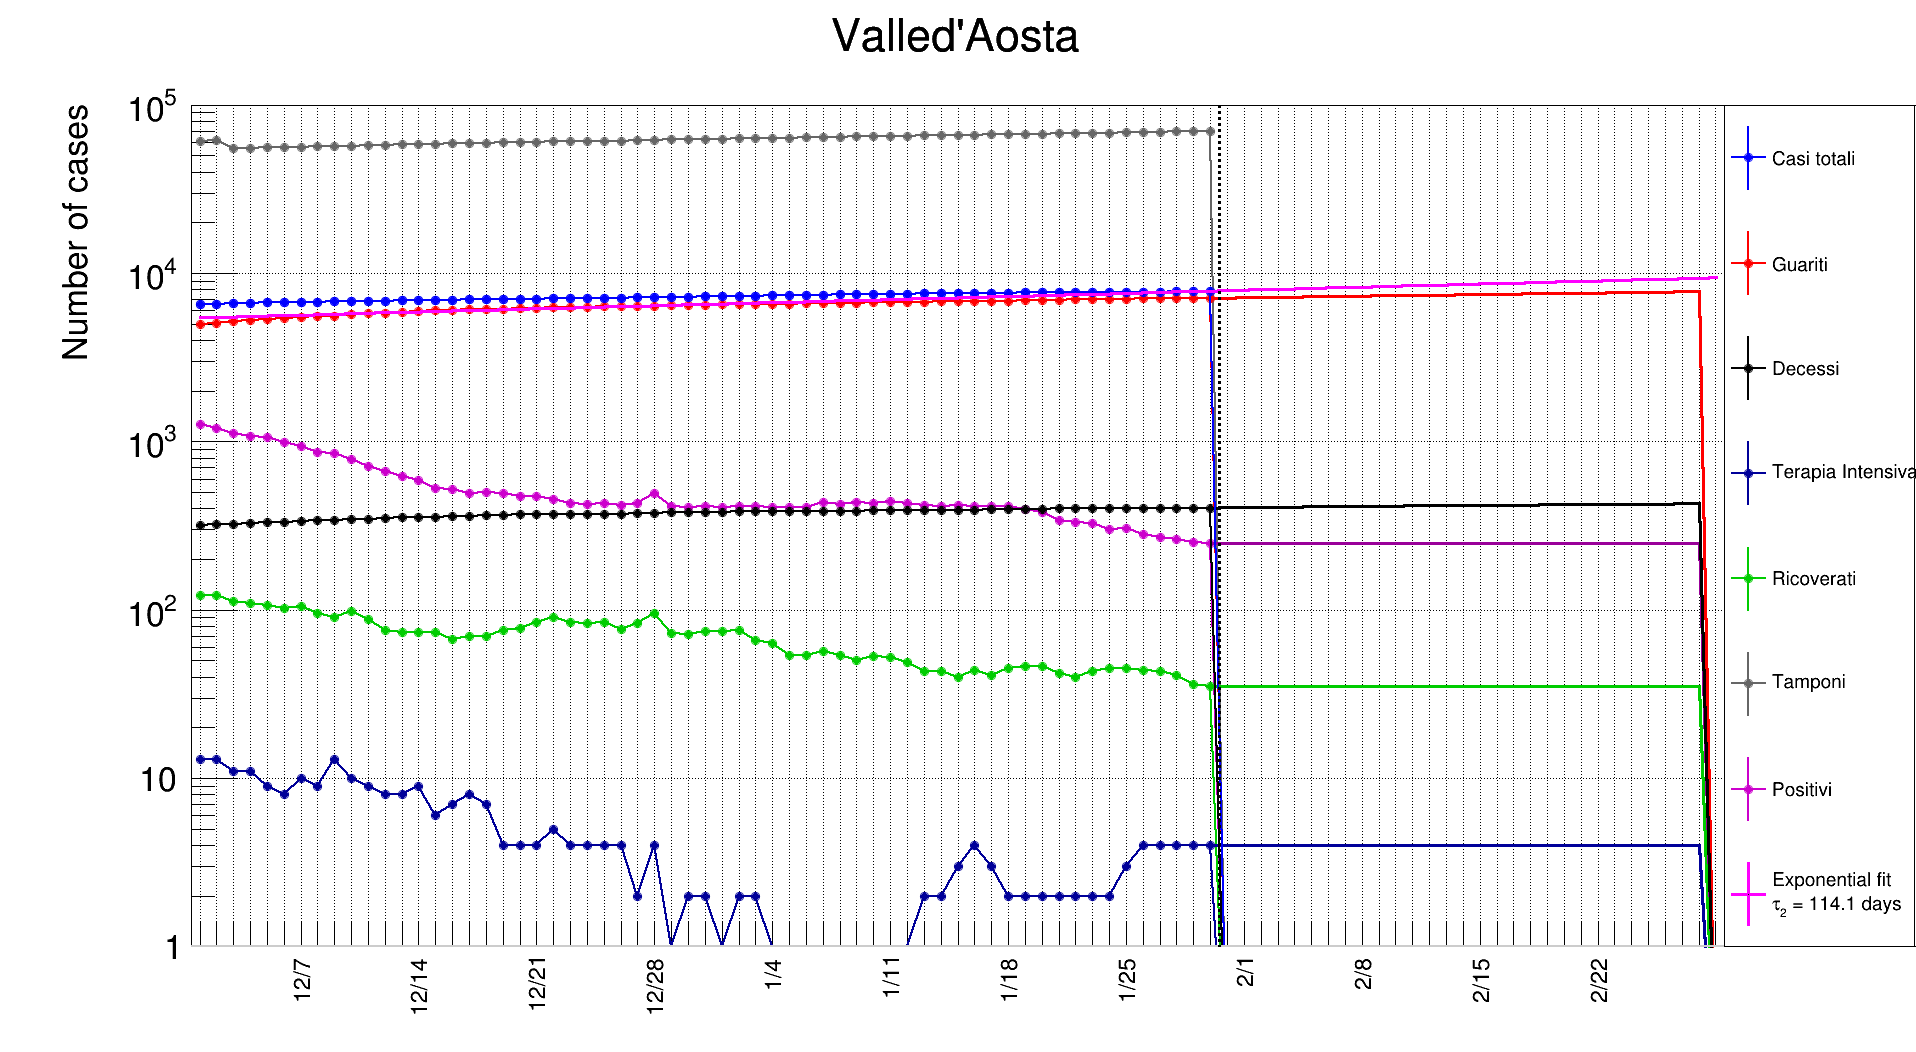 Valled'Aosta
Number of cases
10^5
10^4
10^3
10^2
10
1
12/7
12/14
12/21
12/28
1/4
1/11
1/18
1/25
2/1
2/8
2/15
2/22
Casi totali
Guariti
Decessi
Terapia Intensiva
Ricoverati
Tamponi
Positivi
Exponential fit
τ_2 = 114.1 days